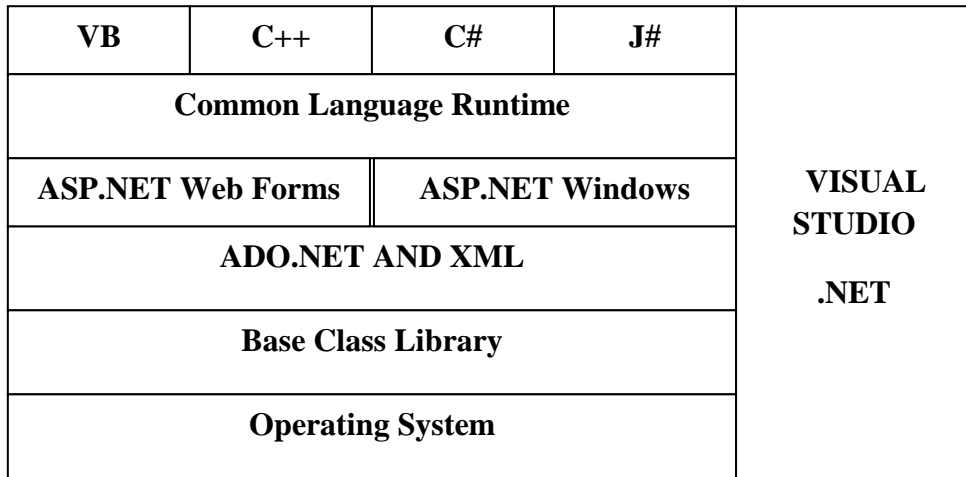 VB C++ C# J#
Common Language Runtime
ASP.NET Web Forms ASP.NET Windows
ADO.NET AND XML
Base Class Library
Operating System
VISUAL
STUDIO
.NET